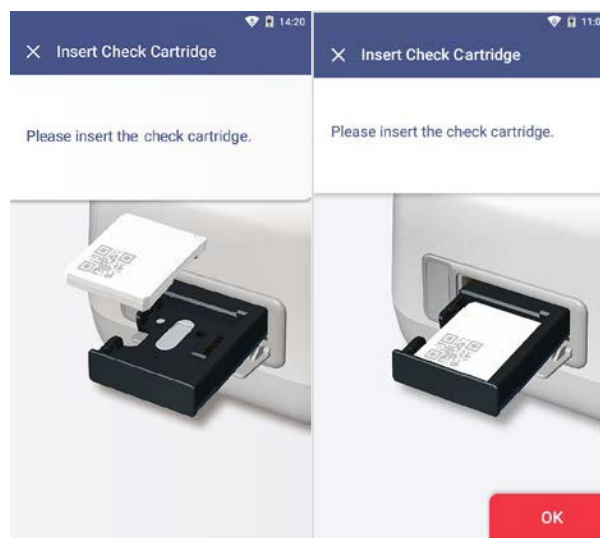 14:20
Insert Check Cartridge
Please insert the check cartridge.
Insert Check Cartridge
Please insert the check cartridge.
OK